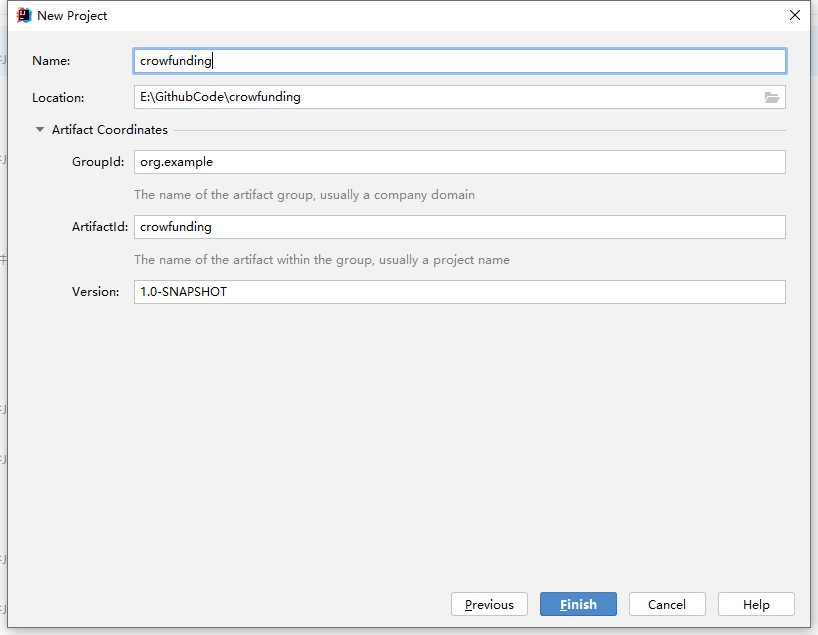 New Project
Name: crowfunding
Location: E:\GithubCode\crowfunding
Artifact Coordinates
GroupId: org.example
The name of the artifact group, usually a company domain
ArtifactId: crowfunding
The name of the artifact within the group, usually a project name
Version: 1.0-SNAPSHOT
Previous Finish Cancel Help